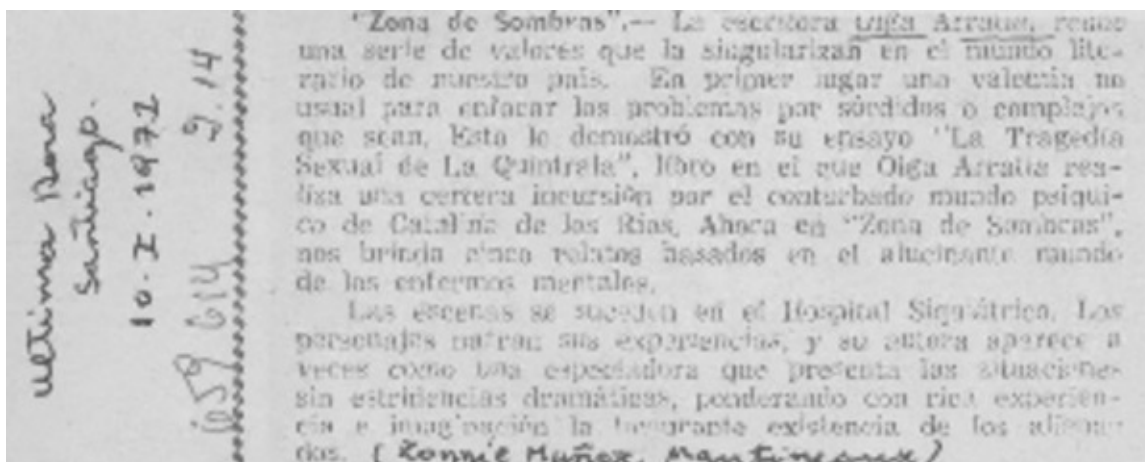 Ultima Hora
Santiago.
10. I. 1971
"Zona de Sombras".— La escritora Olga Arratia, reune
una serie de valores que la singularizan en el mundo lite-
rario de nuestro país. En primer lugar una valentía no
usual para enfocar los problemas por sórdidos o complejos
que sean. Esto lo demostró con su ensayo "La Tragedia
Sexual de La Quintrala", libro en el que Olga Arratia rea-
liza una certera incursión por el conturbado mundo psíqui-
co de Catalina de los Ríos. Ahora en "Zona de Sombras",
nos brinda cinco relatos basados en el alucinante mundo
de los enfermos mentales.
Las escenas se suceden en el Hospital Siquiátrico. Los
personajes narran sus experiencias, y su autora aparece a
veces como una espectadora que presenta las situaciones
sin estridencias dramáticas, ponderando con rica experien-
cia e imaginación la existencia de los aliena-
dos. (Ronnie Muñoz Martineaux)